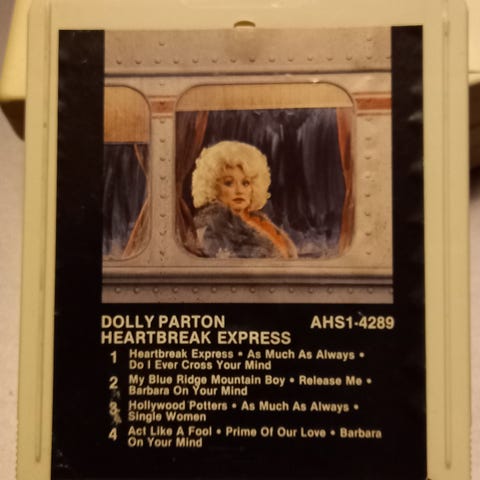 DOLLY PARTON AHS1-4289
HEARTBREAK EXPRESS
1 Heartbreak Express • As Much As Always •
Do I Ever Cross Your Mind
2 My Blue Ridge Mountain Boy • Release Me •
Barbara On Your Mind
3 Hollywood Potters • As Much As Always •
Single Women
4 Act Like A Fool • Prime Of Our Love • Barbara
On Your Mind